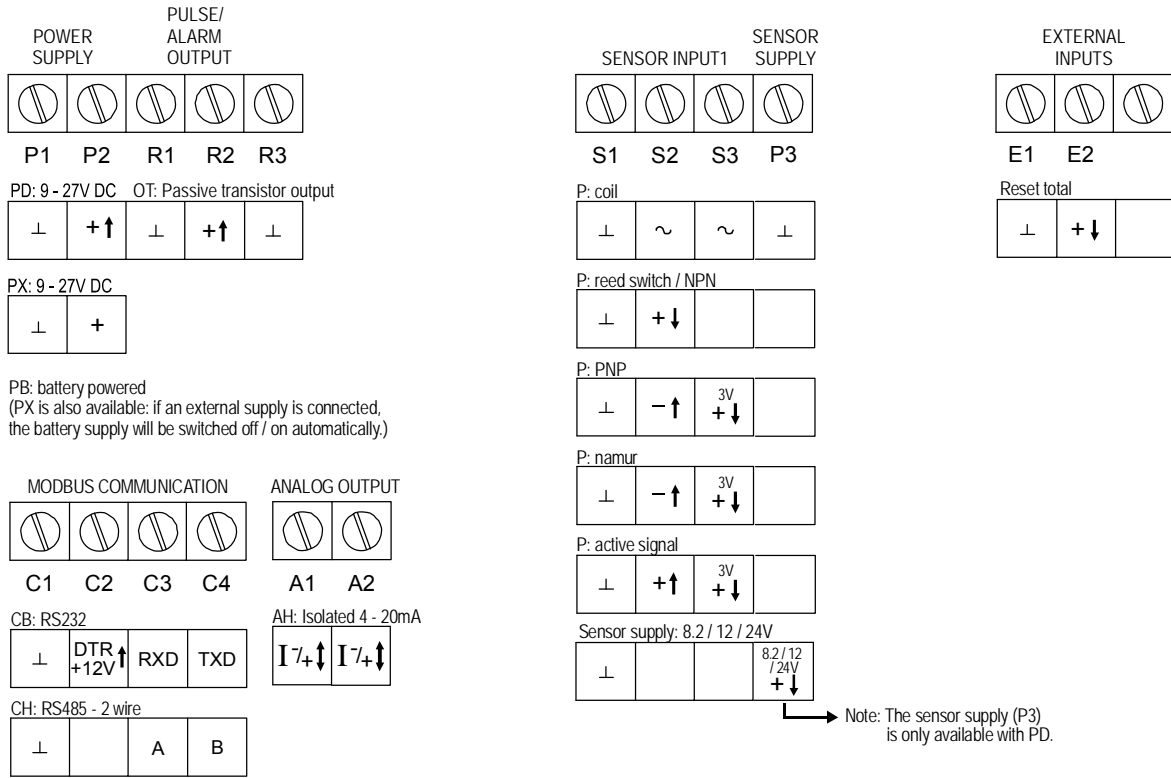 POWER
SUPPLY
PULSE/
ALARM
OUTPUT
P1 P2 R1 R2 R3
PD: 9 - 27V DC OT: Passive transistor output
⊥ +↑ ⊥ +↑ ⊥
PX: 9 - 27V DC
⊥ +
PB: battery powered
(PX is also available: if an external supply is connected,
the battery supply will be switched off / on automatically.)
MODBUS COMMUNICATION
C1 C2 C3 C4
CB: RS232
⊥ DTR +12V ↑ RXD TXD
CH: RS485 - 2 wire
⊥ A B
ANALOG OUTPUT
A1 A2
AH: Isolated 4 - 20mA
I -/+ ↕ I -/+ ↕
SENSOR INPUT1
SENSOR
SUPPLY
S1 S2 S3 P3
P: coil
⊥ ~ ~ ⊥
P: reed switch / NPN
⊥ +↓
P: PNP
⊥ −↑ 3V +↓
P: namur
⊥ −↑ 3V +↓
P: active signal
⊥ +↑ 3V +↓
Sensor supply: 8.2 / 12 / 24V
⊥ 8.2 / 12
/ 24V
+↓
Note: The sensor supply (P3)
is only available with PD.
EXTERNAL
INPUTS
E1 E2
Reset total
⊥ +↓